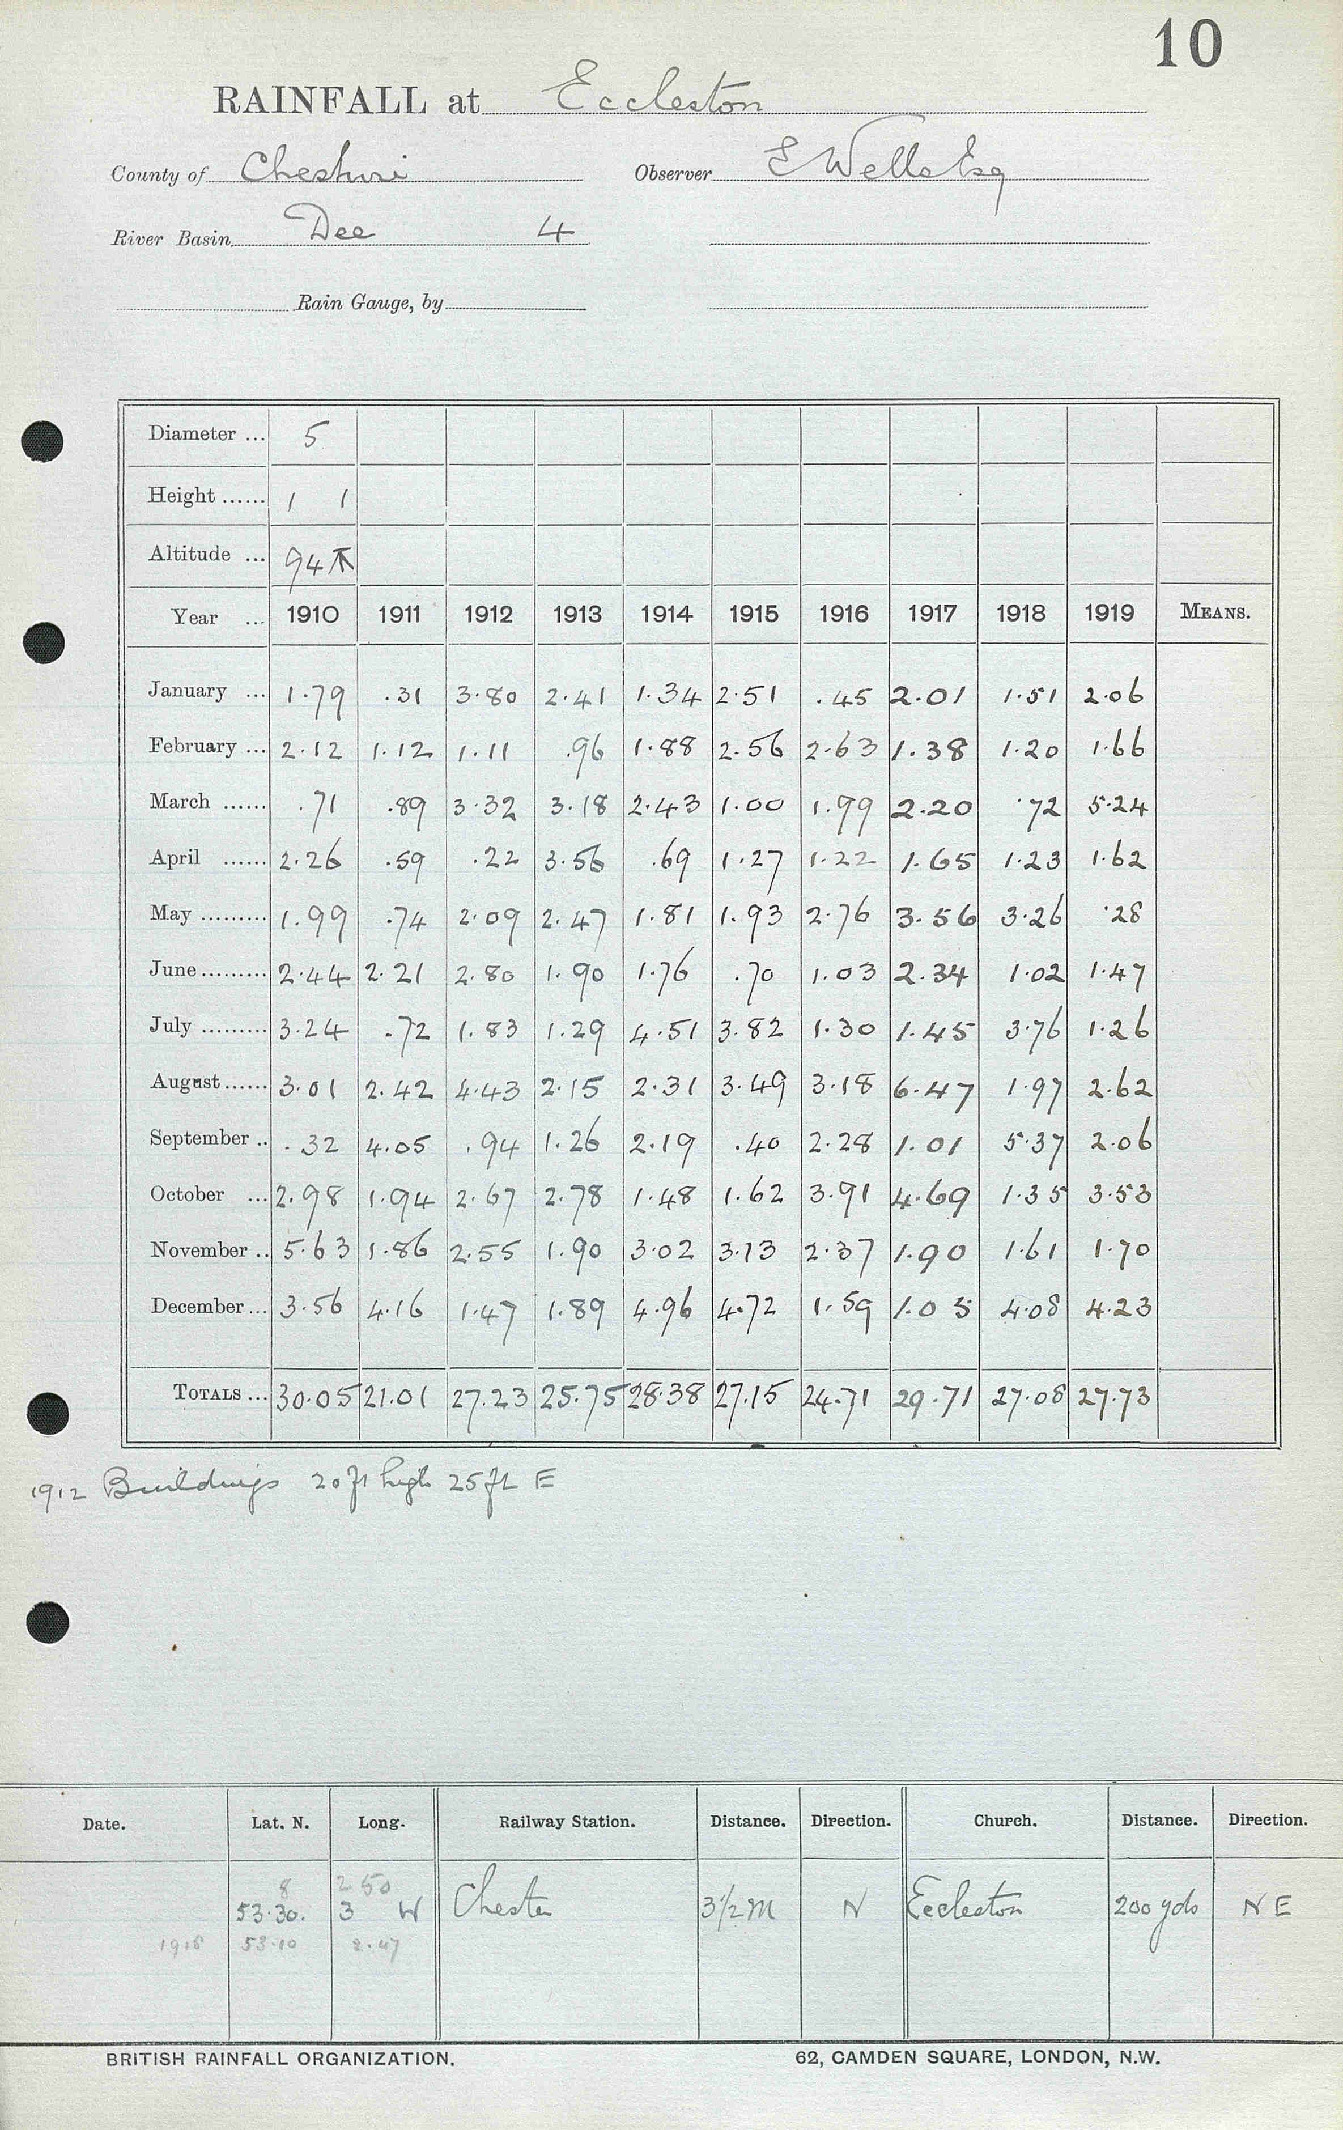 10
RAINFALL at Eccleston
County of Cheshire Observer E Wells Esq
River Basin Dee 4
Rain Gauge, by
Diameter ... 5
Height ...... 1 1
Altitude ... 94
Year ... 1910 1911 1912 1913 1914 1915 1916 1917 1918 1919 MEANS.
January ... 1.79 .31 3.80 2.41 1.34 2.51 .45 2.01 1.51 2.06
February ... 2.12 1.12 1.11 .96 1.88 2.56 2.63 1.38 1.20 1.66
March ...... .71 .89 3.32 3.18 2.43 1.00 1.99 2.20 .72 5.24
April ...... 2.26 .59 .22 3.56 .69 1.27 1.22 1.65 1.23 1.62
May ......... 1.99 .74 2.09 2.47 1.81 1.93 2.76 3.56 3.26 .28
June ......... 2.44 2.21 2.80 1.90 1.76 .70 1.03 2.34 1.02 1.47
July ......... 3.24 .72 1.83 1.29 4.51 3.82 1.30 1.45 3.76 1.26
August ...... 3.01 2.42 4.43 2.15 2.31 3.49 3.18 6.47 1.97 2.62
September .. .32 4.05 .94 1.26 2.19 .40 2.28 1.01 5.37 2.06
October ... 2.98 1.94 2.67 2.78 1.48 1.62 3.91 4.69 1.35 3.53
November .. 5.63 1.86 2.55 1.90 3.02 3.13 2.37 1.90 1.61 1.70
December ... 3.56 4.16 1.47 1.89 4.96 4.72 1.59 1.05 4.08 4.23
TOTALS ... 30.05 21.01 27.23 25.75 28.38 27.15 24.71 29.71 27.08 27.73
1912 Buildings 20 ft high 25 ft E
Date. Lat. N. Long. Railway Station. Distance. Direction. Church. Distance. Direction.
8 2 50
53.30. 3 W Chester 3 1/2 m N Eccleston 200 yds N E
1918 53.10 2.47
BRITISH RAINFALL ORGANIZATION. 62, CAMDEN SQUARE, LONDON, N.W.